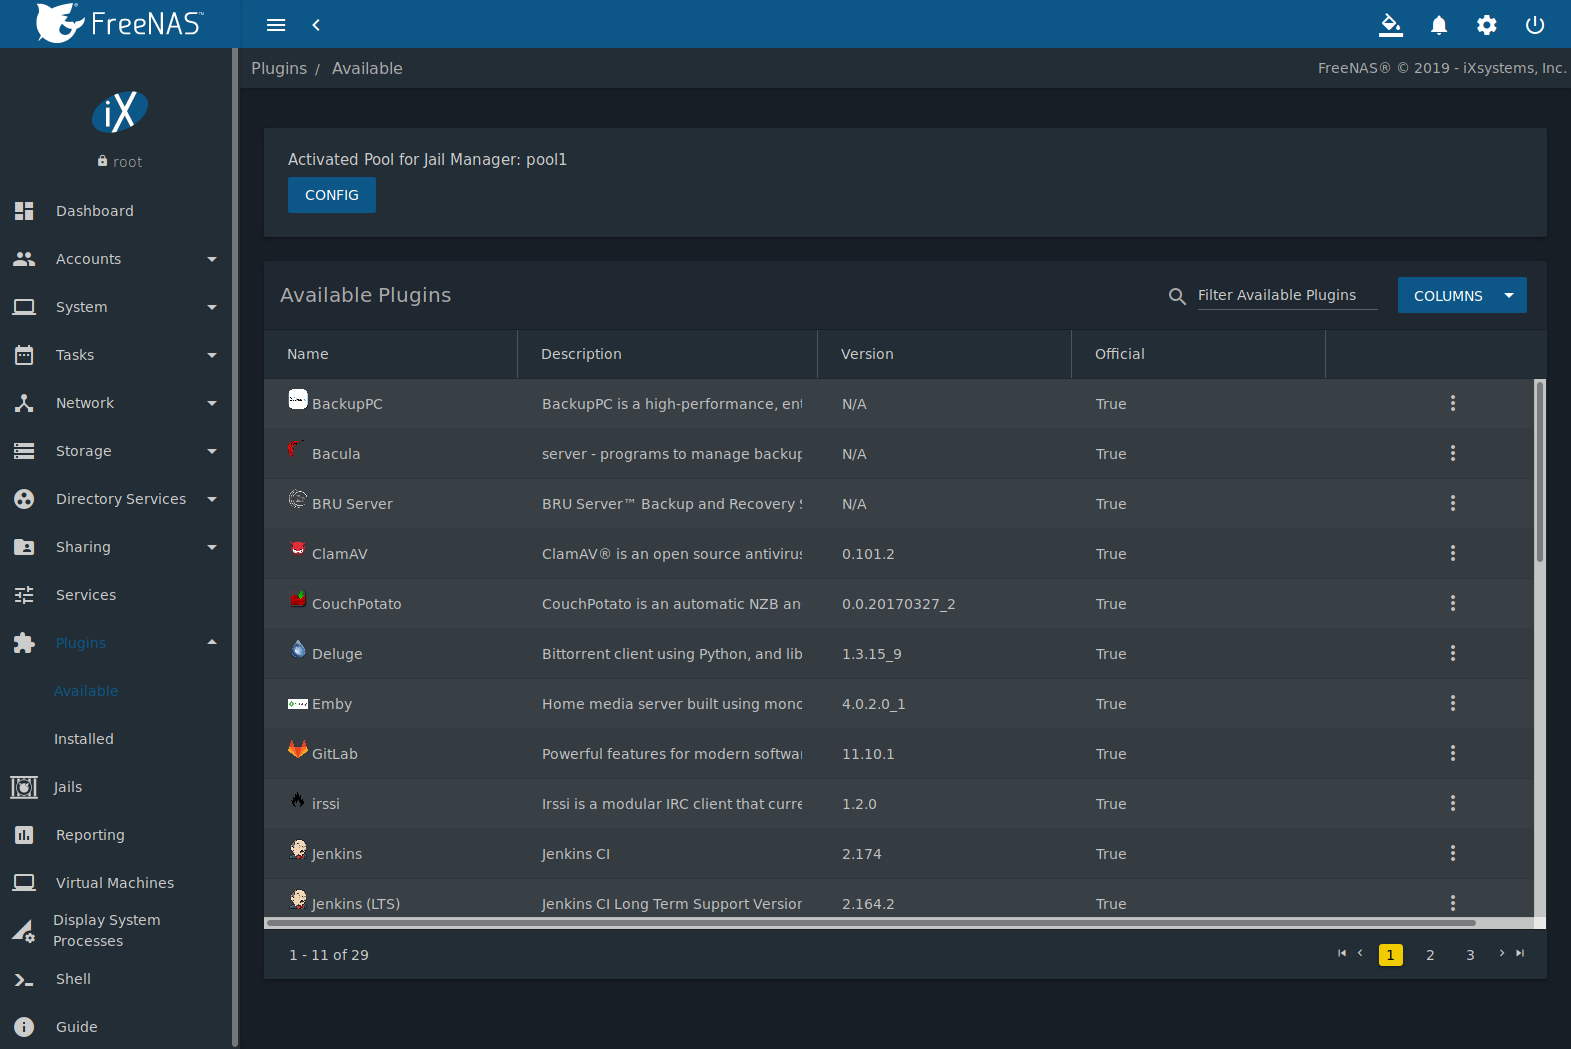 FreeNAS™
Plugins / Available
FreeNAS® © 2019 - iXsystems, Inc.
iX
root
Dashboard
Accounts
System
Tasks
Network
Storage
Directory Services
Sharing
Services
Plugins
Available
Installed
Jails
Reporting
Virtual Machines
Display System
Processes
Shell
Guide
Activated Pool for Jail Manager: pool1
CONFIG
Available Plugins
Filter Available Plugins
COLUMNS
Name Description Version Official
BackupPC BackupPC is a high-performance, ent N/A True
Bacula server - programs to manage backup N/A True
BRU Server BRU Server™ Backup and Recovery S N/A True
ClamAV ClamAV® is an open source antivirus 0.101.2 True
CouchPotato CouchPotato is an automatic NZB an 0.0.20170327_2 True
Deluge Bittorrent client using Python, and lib 1.3.15_9 True
Emby Home media server built using mono 4.0.2.0_1 True
GitLab Powerful features for modern softwar 11.10.1 True
irssi Irssi is a modular IRC client that curre 1.2.0 True
Jenkins Jenkins CI 2.174 True
Jenkins (LTS) Jenkins CI Long Term Support Version 2.164.2 True
1 - 11 of 29
1 2 3